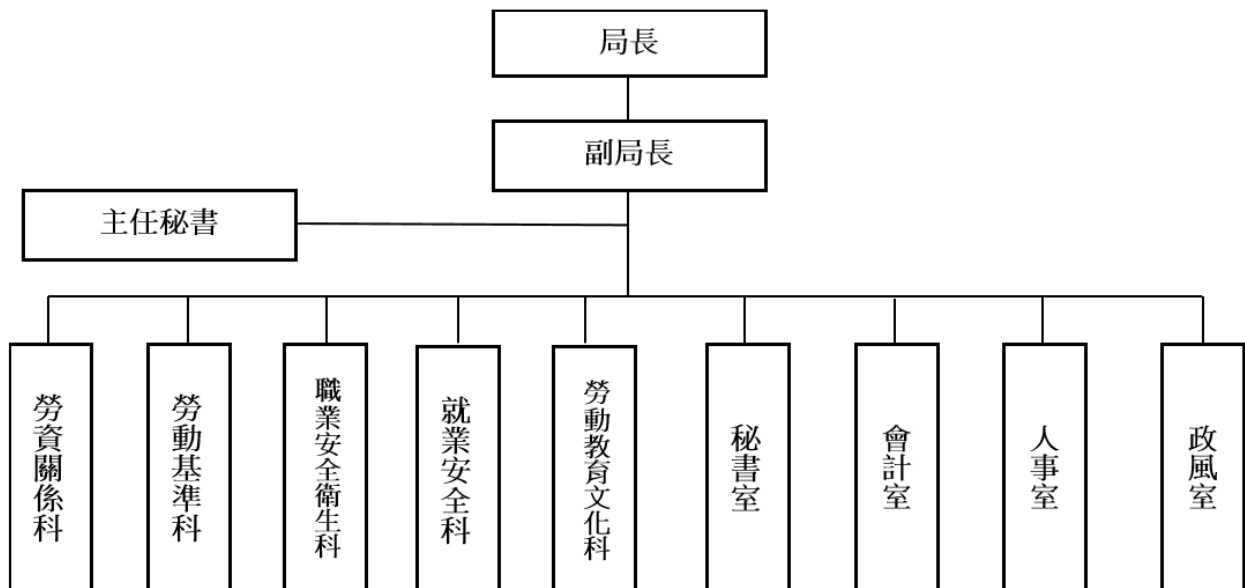 局長
副局長
主任秘書
勞資關係科
勞動基準科
職業安全衛生科
就業安全科
勞動教育文化科
秘書室
會計室
人事室
政風室